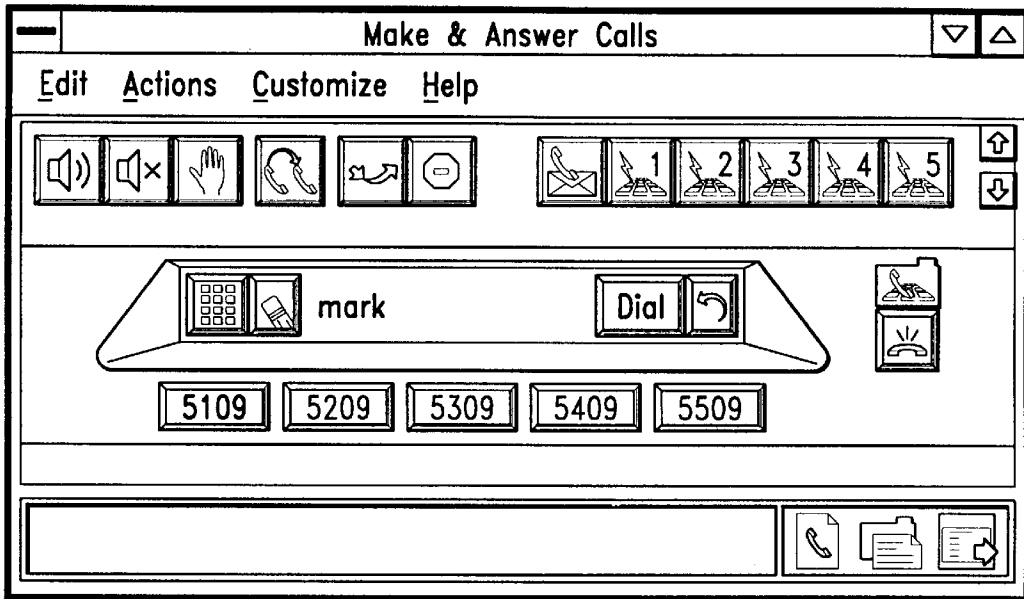 Make & Answer Calls
Edit Actions Customize Help
1 2 3 4 5
mark Dial
5109 5209 5309 5409 5509